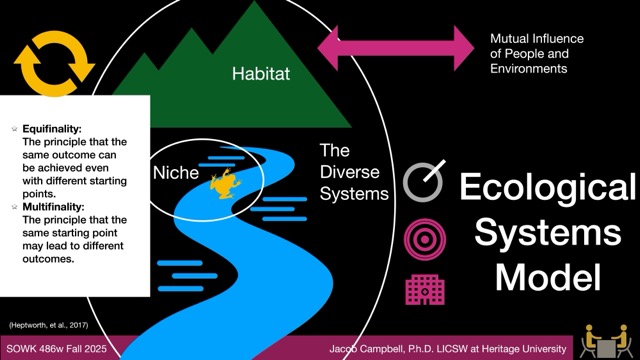 Habitat
Mutual Influence
of People and
Environments
Equifinality:
The principle that the
same outcome can
be achieved even
with different starting
points.
Multifinality:
The principle that the
same starting point
may lead to different
outcomes.
Niche
The
Diverse
Systems
Ecological
Systems
Model
(Heptworth, et al., 2017)
SOWK 486w Fall 2025
Jacob Campbell, Ph.D. LICSW at Heritage University